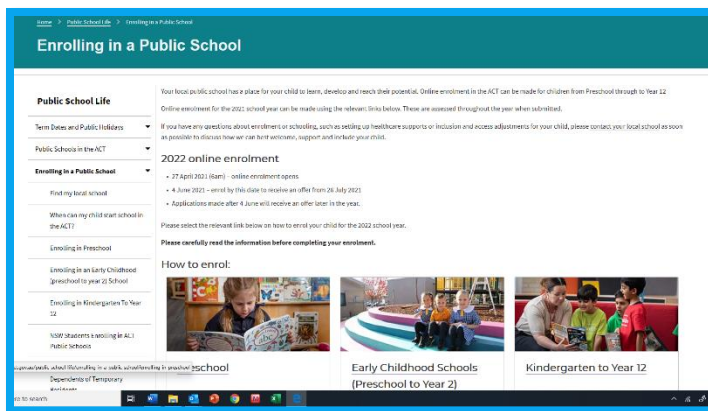 Home > Public School Life > Enrolling in a Public School
Enrolling in a Public School
Public School Life
Term Dates and Public Holidays
Public Schools in the ACT
Enrolling in a Public School
Find my local school
When can my child start school in
the ACT?
Enrolling in Preschool
Enrolling in an Early Childhood
(preschool to year 2) School
Enrolling in Kindergarten To Year
12
NSW Students Enrolling in ACT
Public Schools
Dependents of Temporary
Residents
Your local public school has a place for your child to learn, develop and reach their potential. Online enrolment in the ACT can be made for children from Preschool through to Year 12
Online enrolment for the 2021 school year can be made using the relevant links below. These are assessed throughout the year when submitted.
If you have any questions about enrolment or schooling, such as setting up healthcare supports or inclusion and access adjustments for your child, please contact your local school as soon
as possible to discuss how we can best welcome, support and include your child.
2022 online enrolment
• 27 April 2021 (6am) – online enrolment opens
• 4 June 2021 – enrol by this date to receive an offer from 26 July 2021
• Applications made after 4 June will receive an offer later in the year.
Please select the relevant link below on how to enrol your child for the 2022 school year.
Please carefully read the information before completing your enrolment.
How to enrol:
eschool
Early Childhood Schools
(Preschool to Year 2)
Kindergarten to Year 12
to search